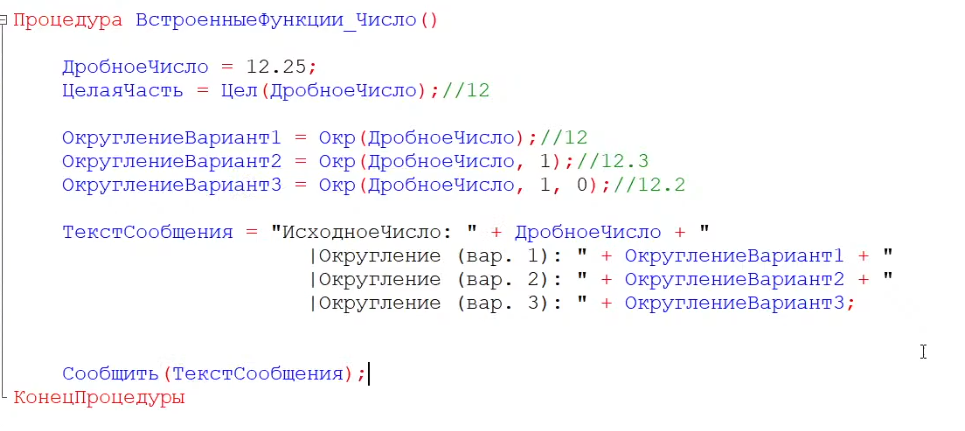 Процедура ВстроенныеФункции_Число()
ДробноеЧисло = 12.25;
ЦелаяЧасть = Цел(ДробноеЧисло);//12
ОкруглениеВариант1 = Окр(ДробноеЧисло);//12
ОкруглениеВариант2 = Окр(ДробноеЧисло, 1);//12.3
ОкруглениеВариант3 = Окр(ДробноеЧисло, 1, 0);//12.2
ТекстСообщения = "ИсходноеЧисло: " + ДробноеЧисло + "
|Округление (вар. 1): " + ОкруглениеВариант1 + "
|Округление (вар. 2): " + ОкруглениеВариант2 + "
|Округление (вар. 3): " + ОкруглениеВариант3;
Сообщить(ТекстСообщения);
КонецПроцедуры